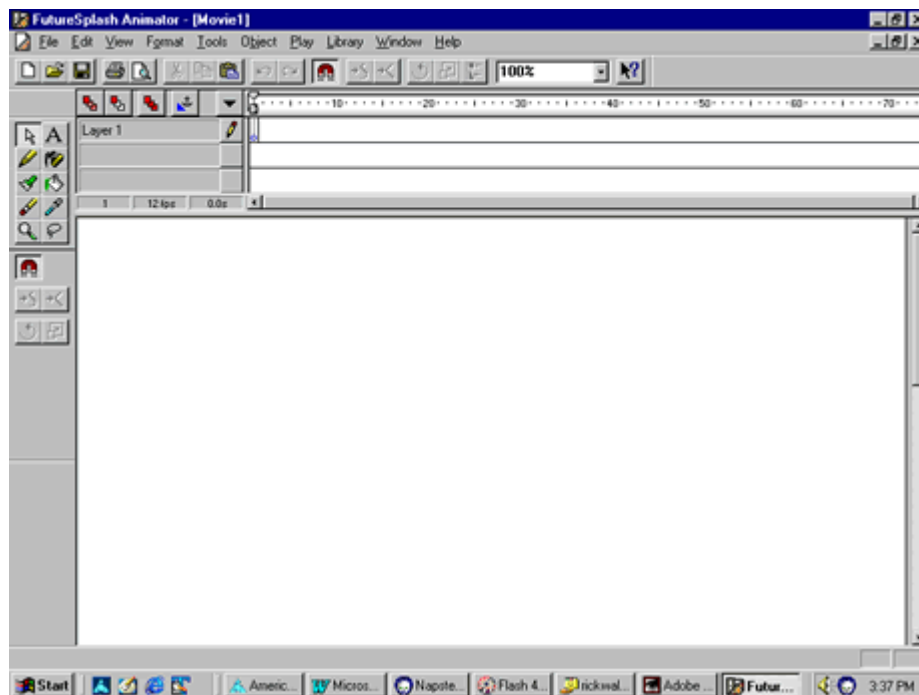 FutureSplash Animator - [Movie1]
File Edit View Format Tools Object Play Library Window Help
100%
10 20 30 40 50 60 70
Layer 1
1 12 fps 0.0s
Start Americ... Micros... Napste... Flash 4... rickwal... Adobe ... Futur... 3:37 PM